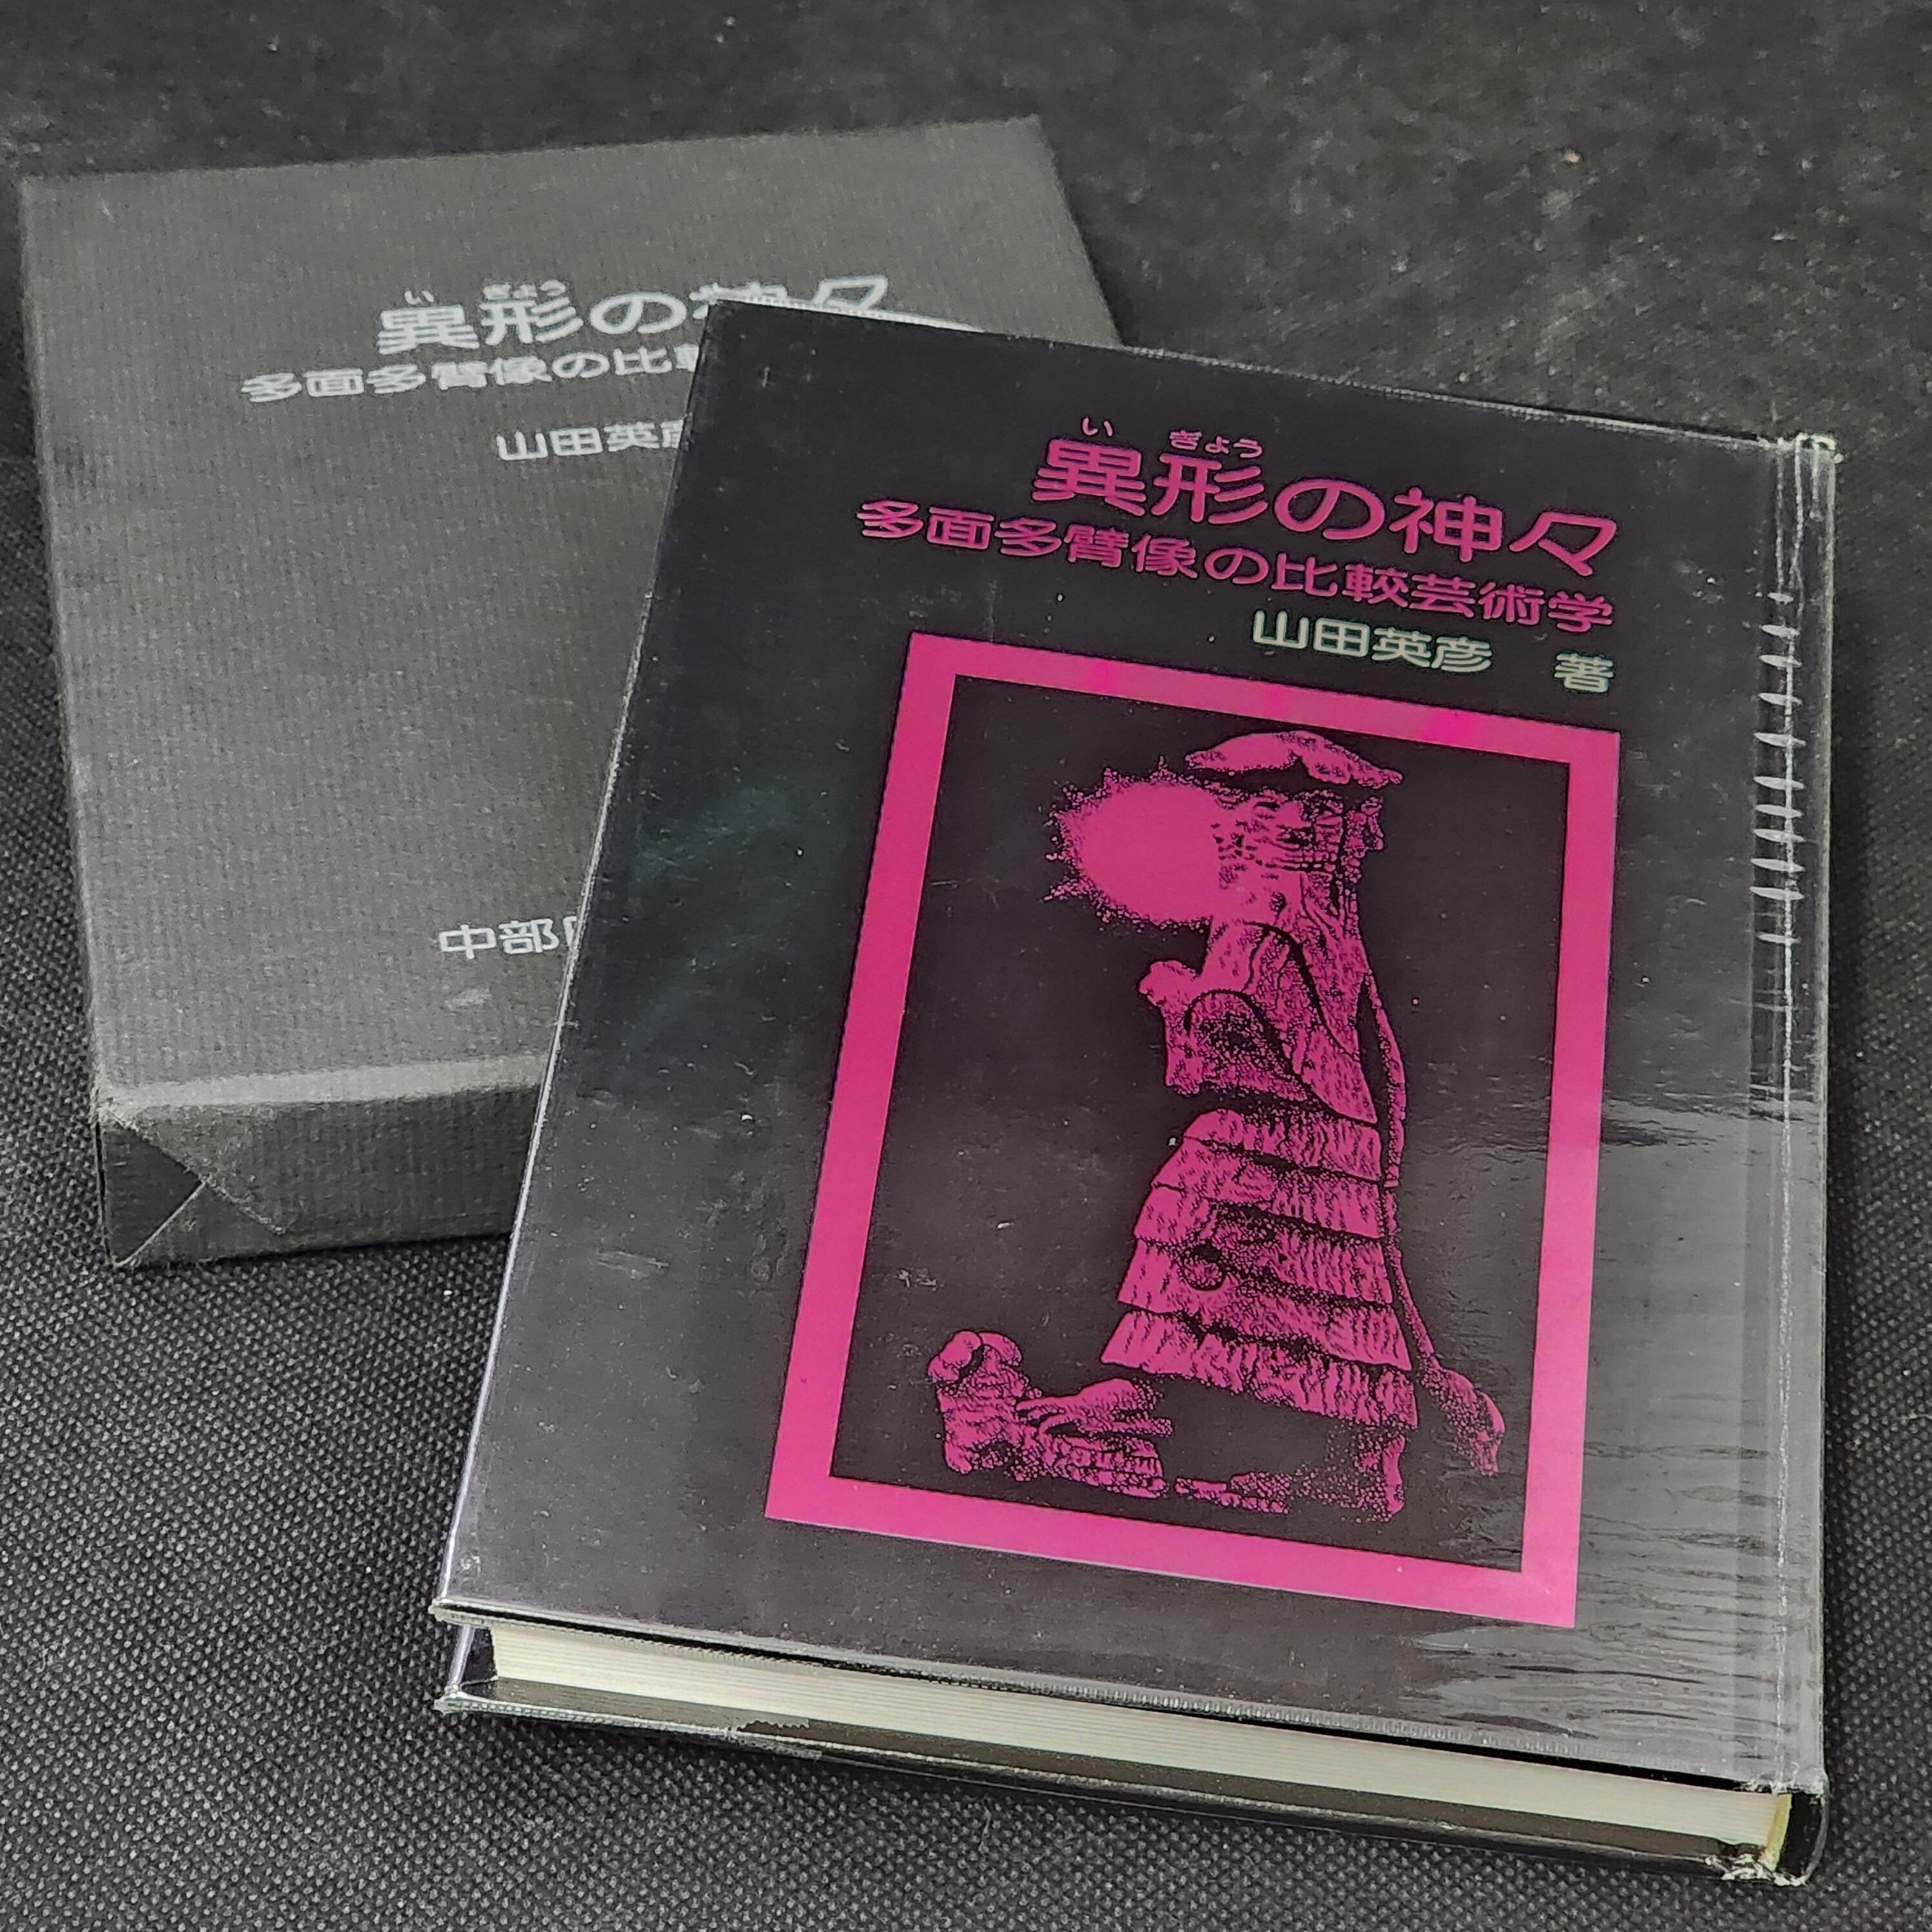 い ぎょう
異形の神々
多面多臂像の比
山田英彦
中部
い ぎょう
異形の神々
多面多臂像の比較芸術学
山田英彦 著